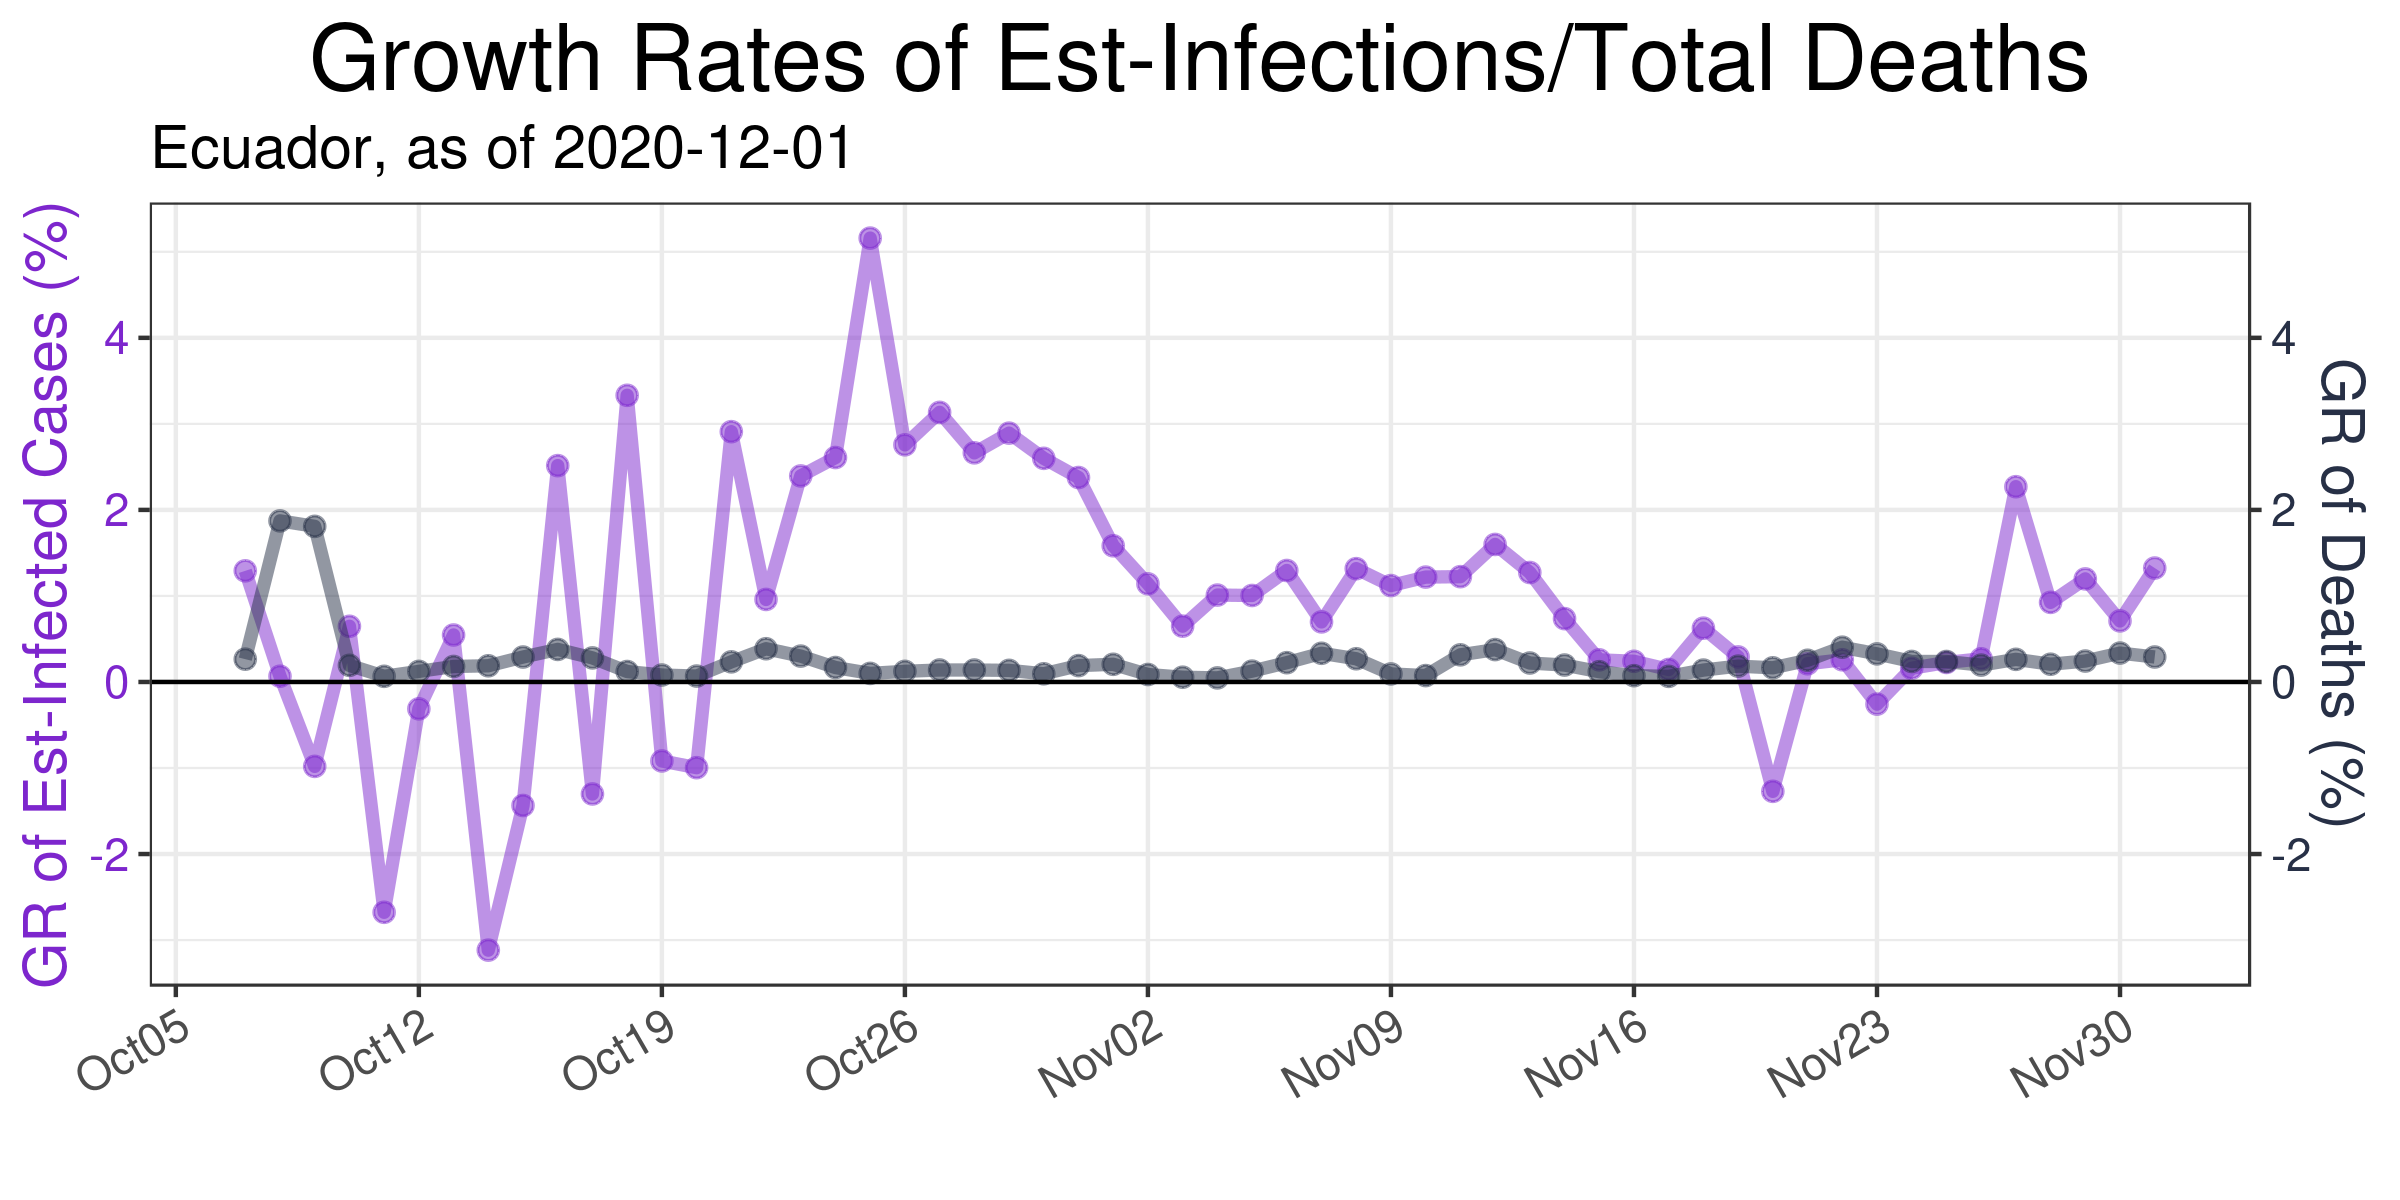 Growth Rates of Est-Infections/Total Deaths
Ecuador, as of 2020-12-01
GR of Est-Infected Cases (%)
4
2
0
-2
4
2
0
-2
GR of Deaths (%)
Oct05
Oct12
Oct19
Oct26
Nov02
Nov09
Nov16
Nov23
Nov30